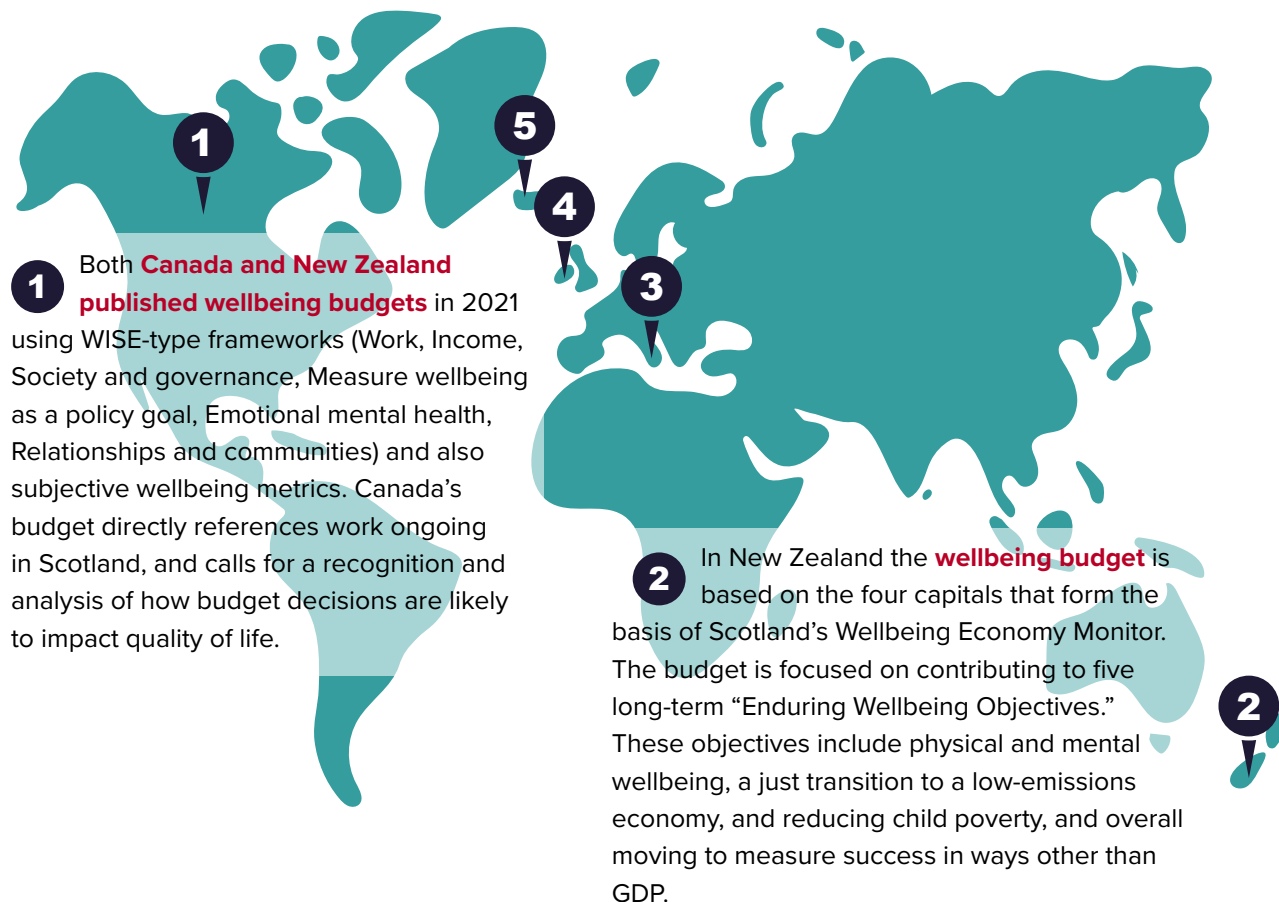 1
5
4
3
1
Both Canada and New Zealand
published wellbeing budgets in 2021
using WISE-type frameworks (Work, Income,
Society and governance, Measure wellbeing
as a policy goal, Emotional mental health,
Relationships and communities) and also
subjective wellbeing metrics. Canada’s
budget directly references work ongoing
in Scotland, and calls for a recognition and
analysis of how budget decisions are likely
to impact quality of life.
2
In New Zealand the wellbeing budget is
based on the four capitals that form the
basis of Scotland’s Wellbeing Economy Monitor.
The budget is focused on contributing to five
long-term “Enduring Wellbeing Objectives.”
These objectives include physical and mental
wellbeing, a just transition to a low-emissions
economy, and reducing child poverty, and overall
moving to measure success in ways other than
GDP.
2